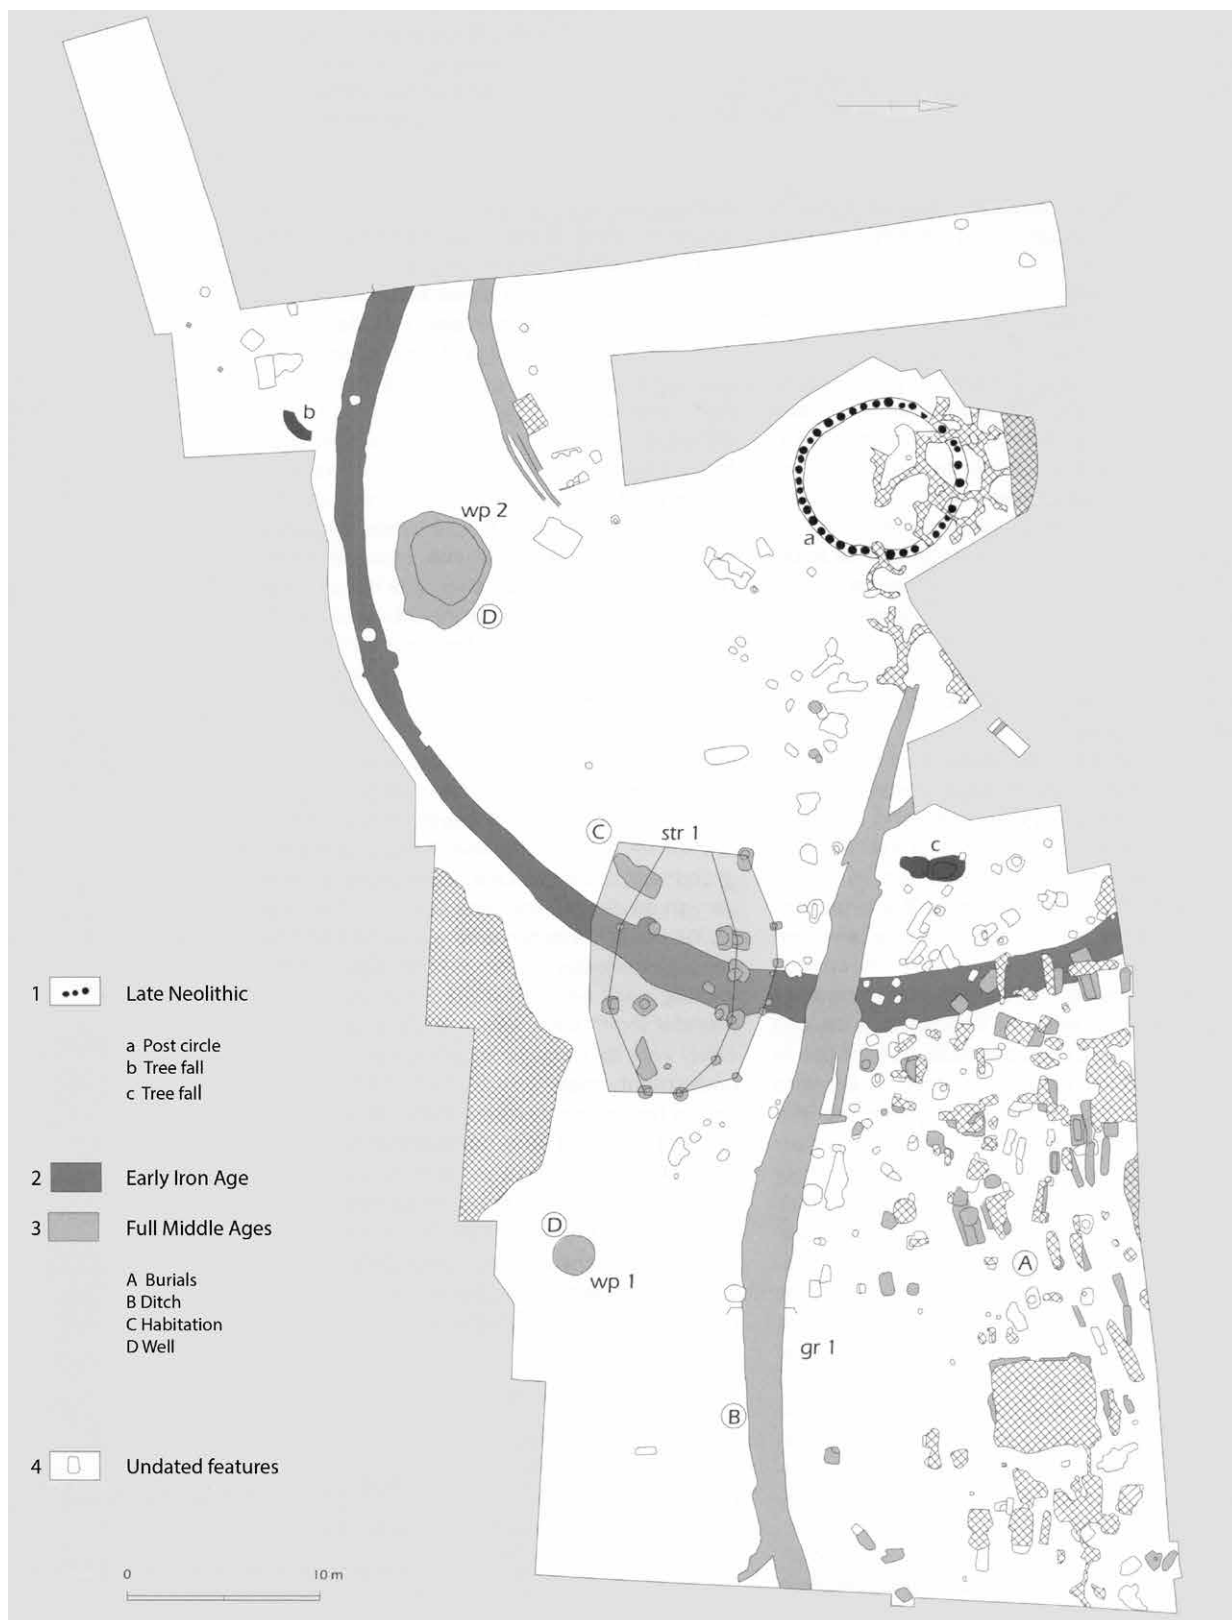 b
wp 2
D
a
C
str 1
c
1 Late Neolithic
a Post circle
b Tree fall
c Tree fall
2 Early Iron Age
3 Full Middle Ages
A Burials
B Ditch
C Habitation
D Well
D
wp 1
A
gr 1
B
4 Undated features
0 10 m